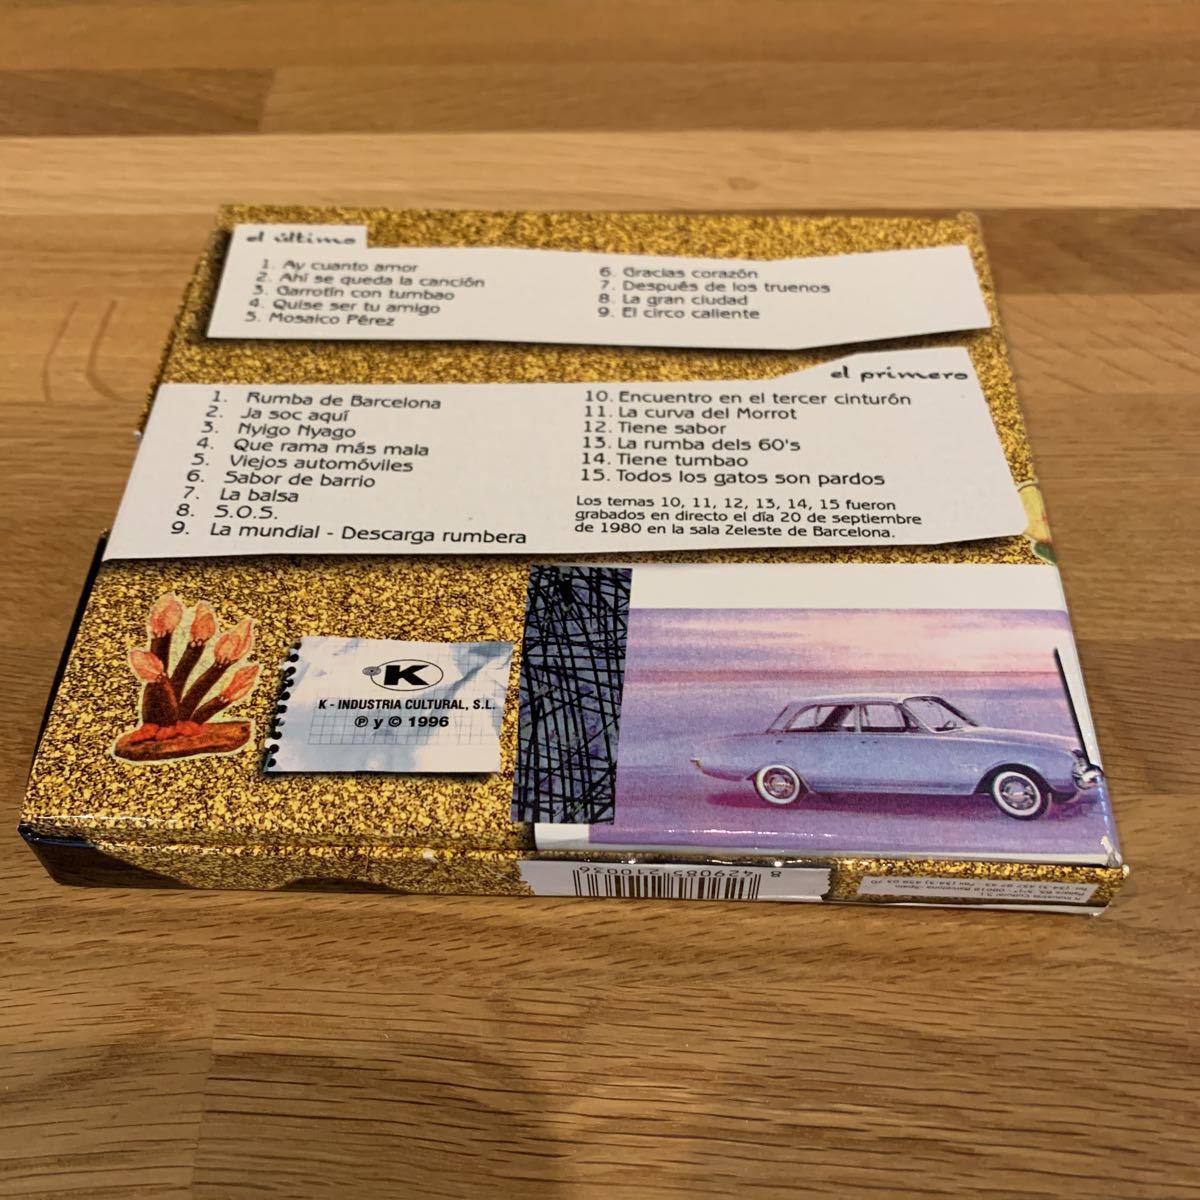 el último
1. Ay cuanto amor
2. Ahí se queda la canción
3. Garrotín con tumbao
4. Quise ser tu amigo
5. Mosaico Pérez
6. Gracias corazón
7. Después de los truenos
8. La gran ciudad
9. El circo caliente
el primero
1. Rumba de Barcelona
2. Ja soc aquí
3. Nyigo Nyago
4. Que rama más mala
5. Viejos automóviles
6. Sabor de barrio
7. La balsa
8. S.O.S.
9. La mundial - Descarga rumbera
10. Encuentro en el tercer cinturón
11. La curva del Morrot
12. Tiene sabor
13. La rumba dels 60's
14. Tiene tumbao
15. Todos los gatos son pardos
Los temas 10, 11, 12, 13, 14, 15 fueron
grabados en directo el día 20 de septiembre
de 1980 en la sala Zeleste de Barcelona.
K
K - INDUSTRIA CULTURAL, S.L.
℗ y © 1996
8 429085 210036
K Industria Cultural S.L.